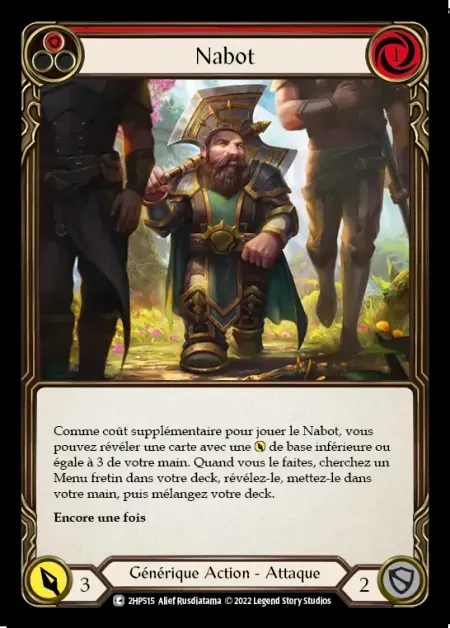 Nabot
1
Comme coût supplémentaire pour jouer le Nabot, vous
pouvez révéler une carte avec une de base inférieure ou
égale à 3 de votre main. Quand vous le faites, cherchez un
Menu fretin dans votre deck, révélez-le, mettez-le dans
votre main, puis mélangez votre deck.
Encore une fois
3
Générique Action - Attaque
2
C 2HP515 Alief Rusdiatama © 2022 Legend Story Studios